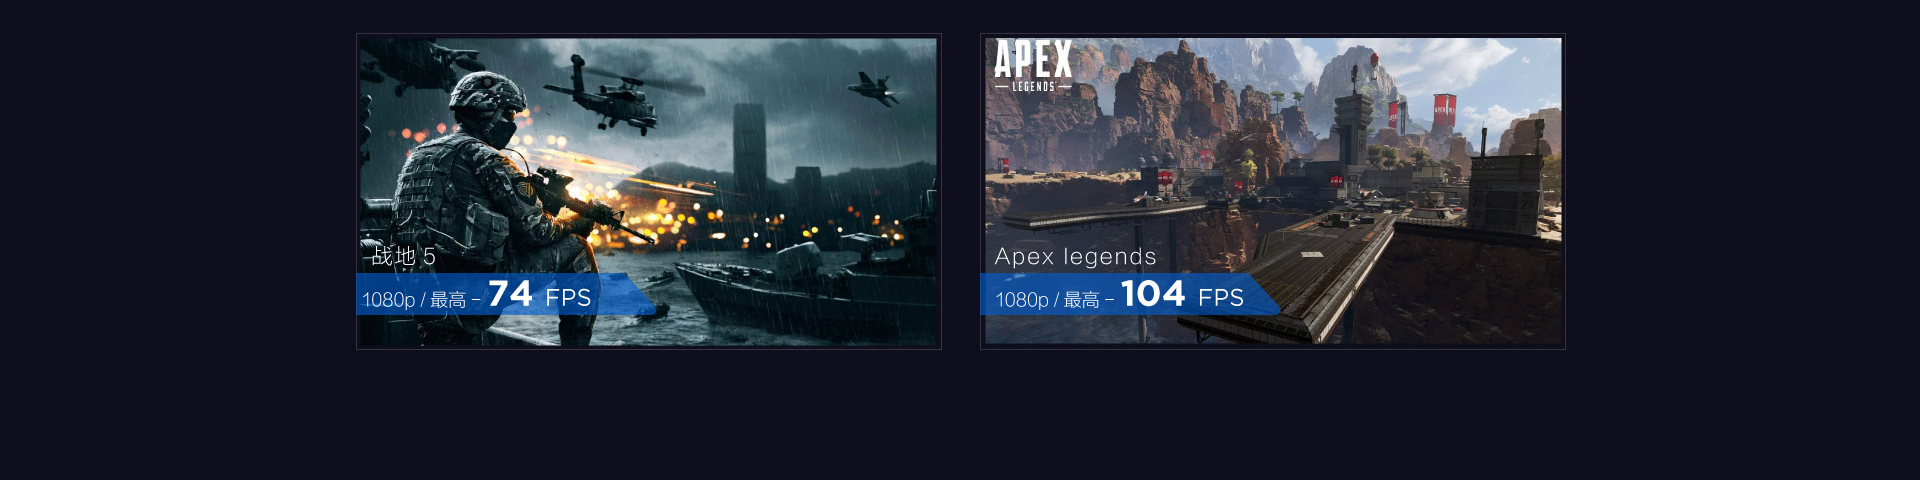 战地 5
1080p / 最高 – 74 FPS
APEX
LEGENDS
Apex legends
1080p / 最高 – 104 FPS